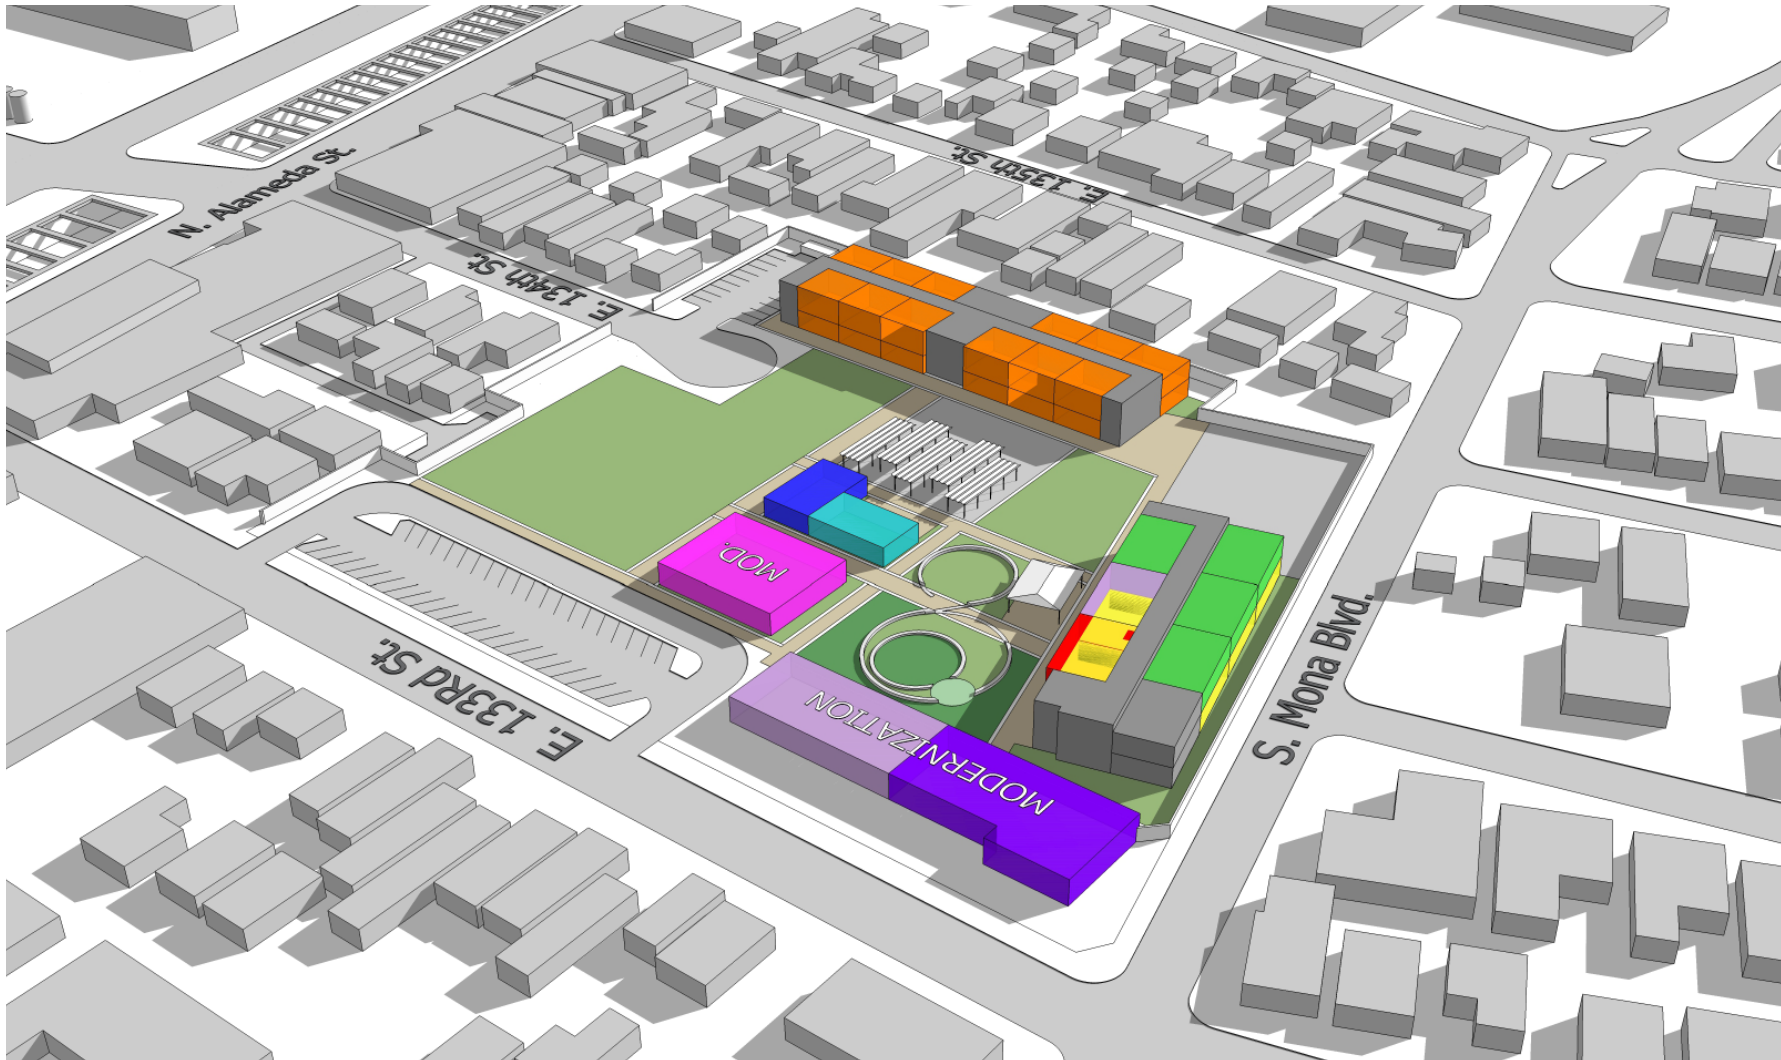 N. Alameda St.
E. 135th St.
E. 134th St.
MOD.
E. 133Rd St.
MODERNIZATION
S. Mona Blvd.